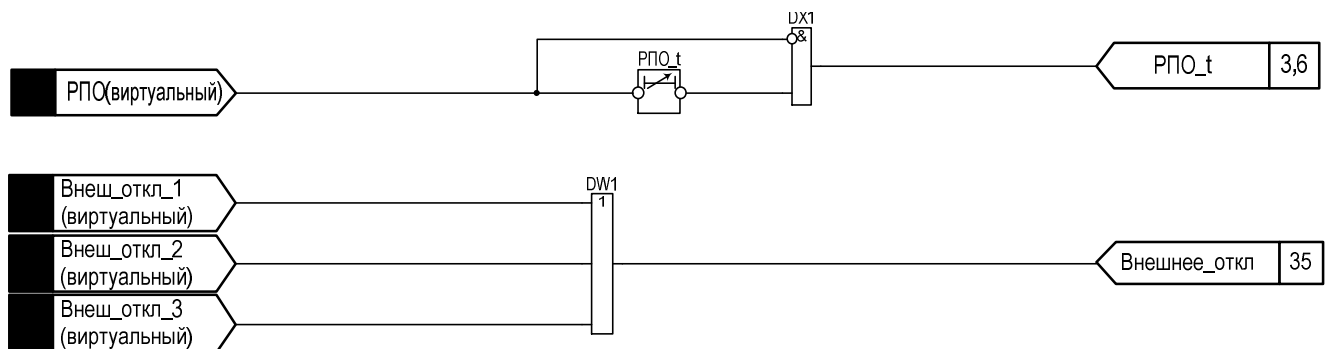 DX1
&
РПО_t
РПО_t 3,6
РПО(виртуальный)
Внеш_откл_1
(виртуальный)
DW1
1
Внеш_откл_2
(виртуальный)
Внешнее_откл 35
Внеш_откл_3
(виртуальный)